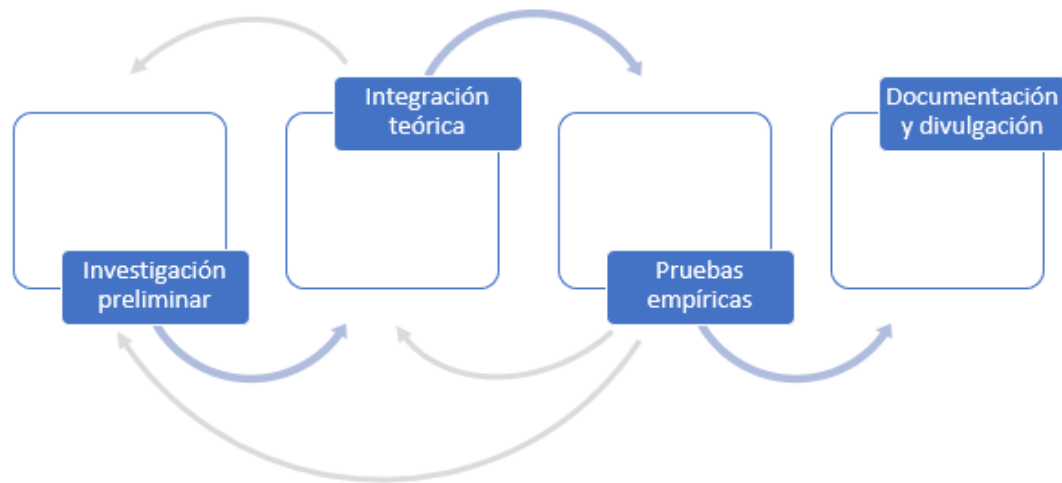 Integración
teórica
Documentación
y divulgación
Investigación
preliminar
Pruebas
empíricas